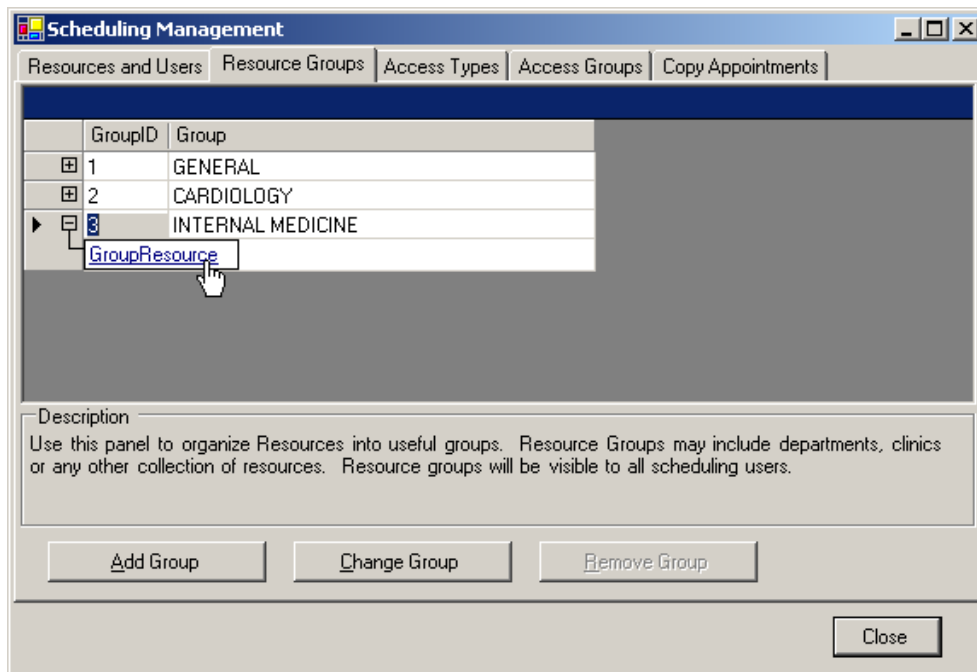 Scheduling Management
Resources and Users Resource Groups Access Types Access Groups Copy Appointments
GroupID Group
1 GENERAL
2 CARDIOLOGY
3 INTERNAL MEDICINE
GroupResource
Description
Use this panel to organize Resources into useful groups. Resource Groups may include departments, clinics
or any other collection of resources. Resource groups will be visible to all scheduling users.
Add Group Change Group Remove Group
Close